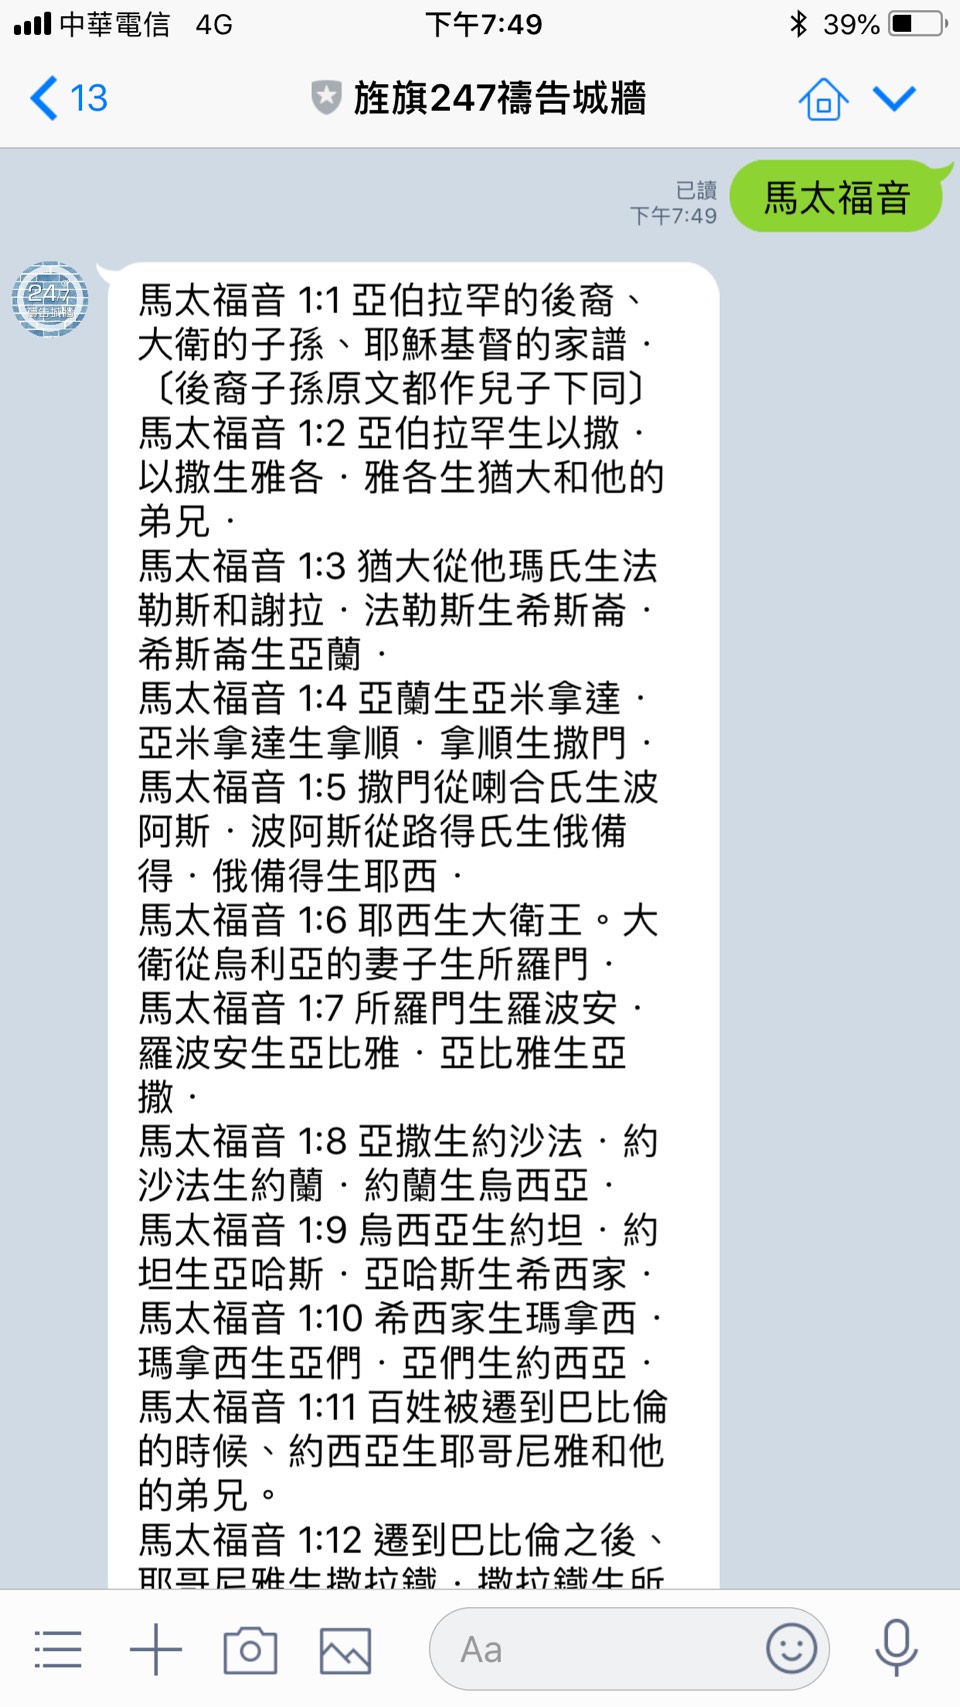 中華電信 4G 下午7:49 39%
13 旌旗247禱告城牆
已讀
下午7:49
馬太福音
247
禱告城牆
馬太福音 1:1 亞伯拉罕的後裔、
大衛的子孫、耶穌基督的家譜．
〔後裔子孫原文都作兒子下同〕
馬太福音 1:2 亞伯拉罕生以撒．
以撒生雅各．雅各生猶大和他的
弟兄．
馬太福音 1:3 猶大從他瑪氏生法
勒斯和謝拉．法勒斯生希斯崙．
希斯崙生亞蘭．
馬太福音 1:4 亞蘭生亞米拿達．
亞米拿達生拿順．拿順生撒門．
馬太福音 1:5 撒門從喇合氏生波
阿斯．波阿斯從路得氏生俄備
得．俄備得生耶西．
馬太福音 1:6 耶西生大衛王。大
衛從烏利亞的妻子生所羅門．
馬太福音 1:7 所羅門生羅波安．
羅波安生亞比雅．亞比雅生亞
撒．
馬太福音 1:8 亞撒生約沙法．約
沙法生約蘭．約蘭生烏西亞．
馬太福音 1:9 烏西亞生約坦．約
坦生亞哈斯．亞哈斯生希西家．
馬太福音 1:10 希西家生瑪拿西．
瑪拿西生亞們．亞們生約西亞．
馬太福音 1:11 百姓被遷到巴比倫
的時候、約西亞生耶哥尼雅和他
的弟兄。
馬太福音 1:12 遷到巴比倫之後、
耶哥尼雅生撒拉鐵．撒拉鐵生所
Aa